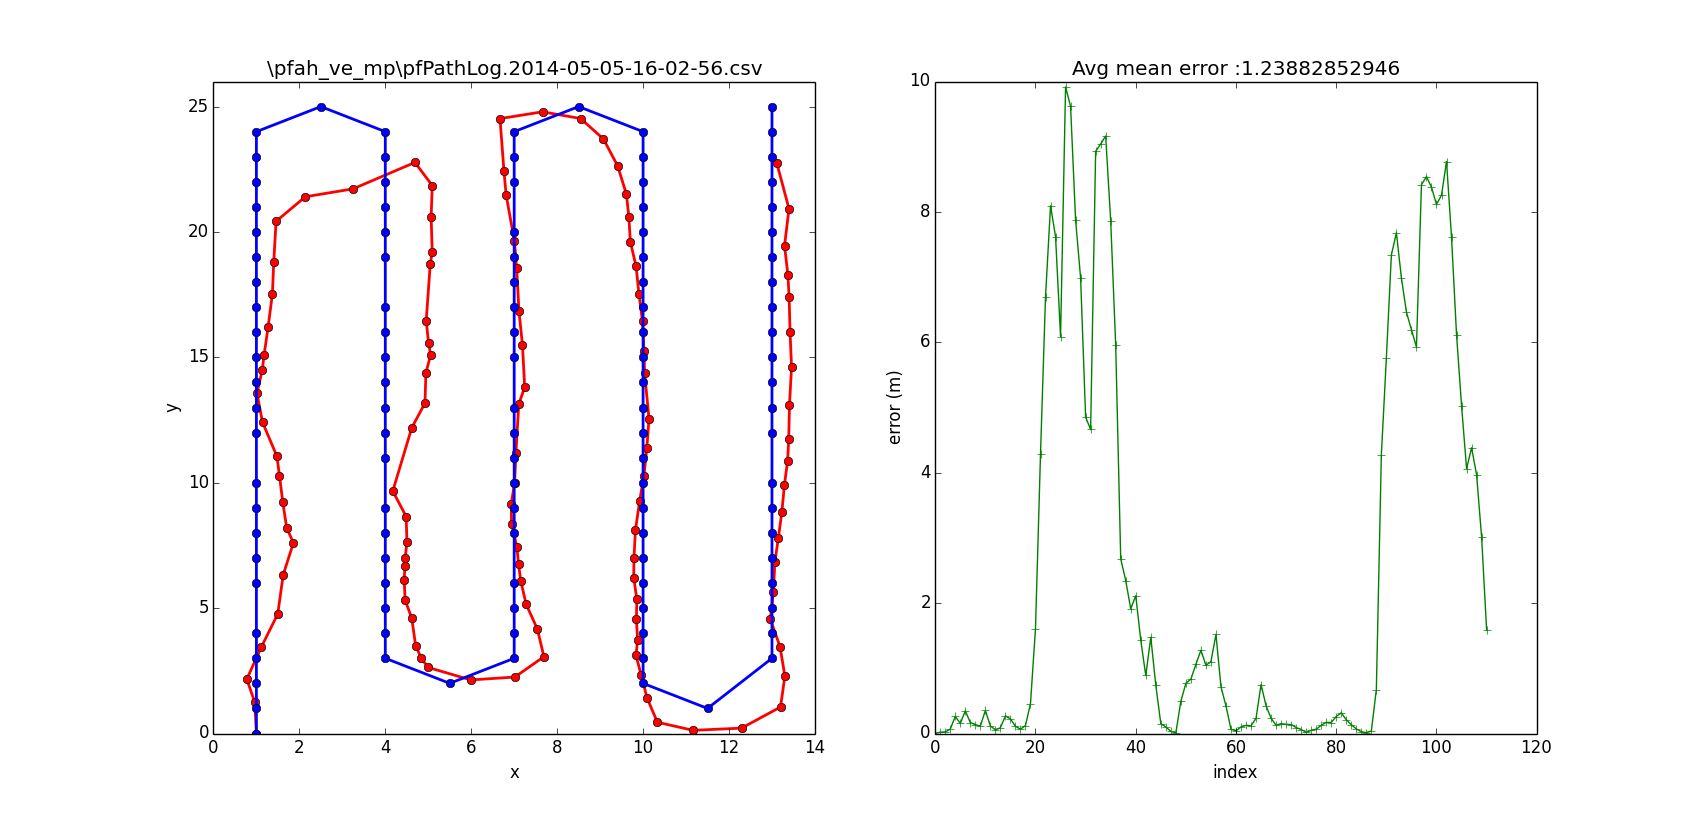 \pfah_ve_mp\pfPathLog.2014-05-05-16-02-56.csv
25
20
15
10
5
0
y
0 2 4 6 8 10 12 14
x
Avg mean error :1.23882852946
10
8
6
4
2
0
error (m)
0 20 40 60 80 100 120
index